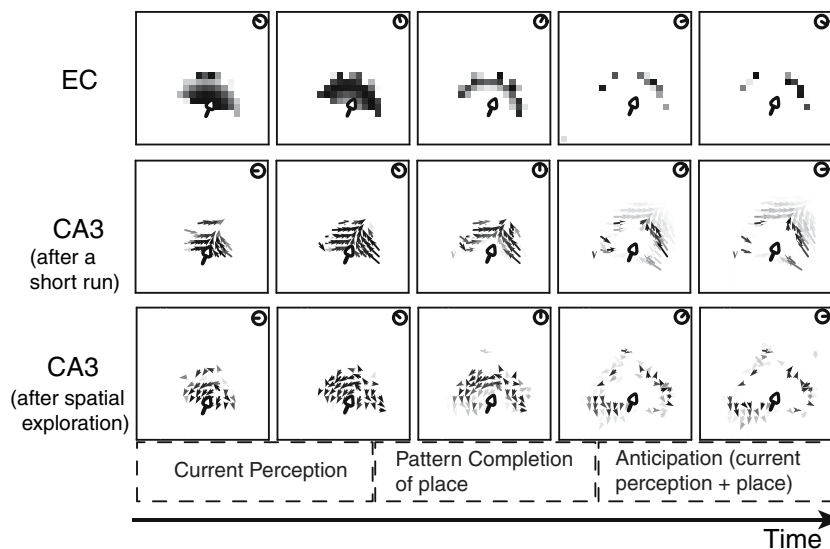 EC
CA3
(after a
short run)
CA3
(after spatial
exploration)
Current Perception
Pattern Completion
of place
Anticipation (current
perception + place)
Time